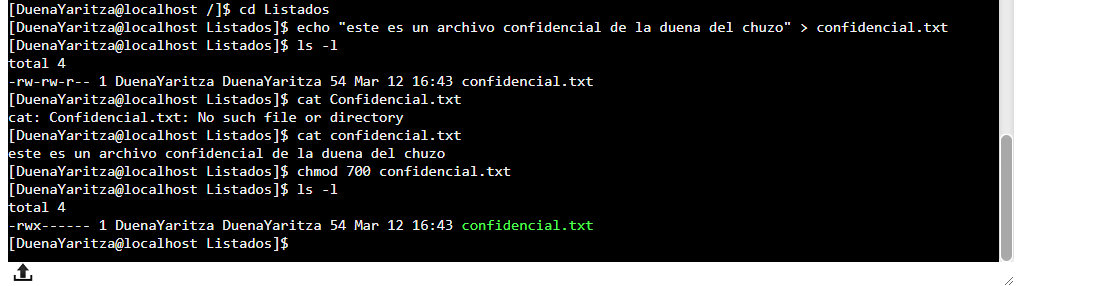 [DuenaYaritza@localhost /]$ cd Listados
[DuenaYaritza@localhost Listados]$ echo "este es un archivo confidencial de la duena del chuzo" > confidencial.txt
[DuenaYaritza@localhost Listados]$ ls -l
total 4
-rw-rw-r-- 1 DuenaYaritza DuenaYaritza 54 Mar 12 16:43 confidencial.txt
[DuenaYaritza@localhost Listados]$ cat Confidencial.txt
cat: Confidencial.txt: No such file or directory
[DuenaYaritza@localhost Listados]$ cat confidencial.txt
este es un archivo confidencial de la duena del chuzo
[DuenaYaritza@localhost Listados]$ chmod 700 confidencial.txt
[DuenaYaritza@localhost Listados]$ ls -l
total 4
-rwx------ 1 DuenaYaritza DuenaYaritza 54 Mar 12 16:43 confidencial.txt
[DuenaYaritza@localhost Listados]$